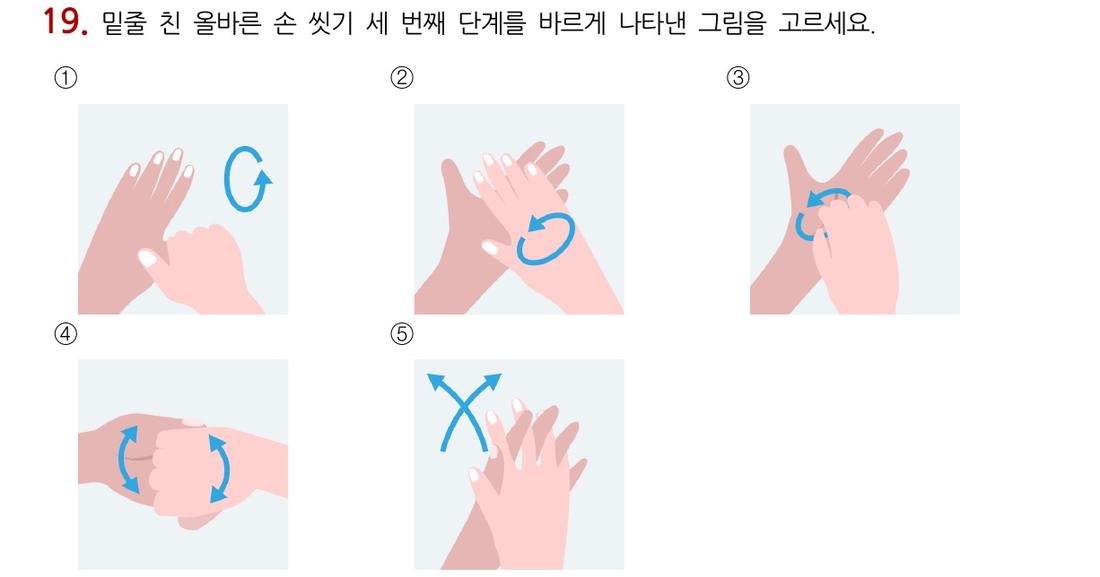 19. 밑줄 친 올바른 손 씻기 세 번째 단계를 바르게 나타낸 그림을 고르세요.
① ② ③
④ ⑤